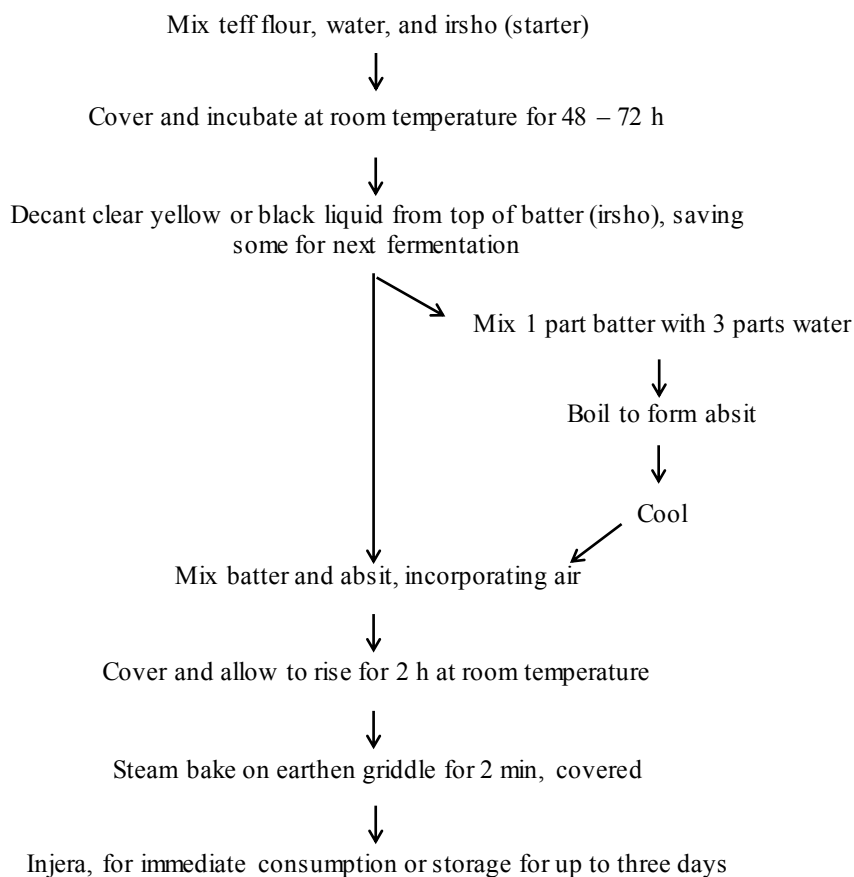 Mix teff flour, water, and irsho (starter)
Cover and incubate at room temperature for 48 – 72 h
Decant clear yellow or black liquid from top of batter (irsho), saving
some for next fermentation
Mix 1 part batter with 3 parts water
Boil to form absit
Cool
Mix batter and absit, incorporating air
Cover and allow to rise for 2 h at room temperature
Steam bake on earthen griddle for 2 min, covered
Injera, for immediate consumption or storage for up to three days